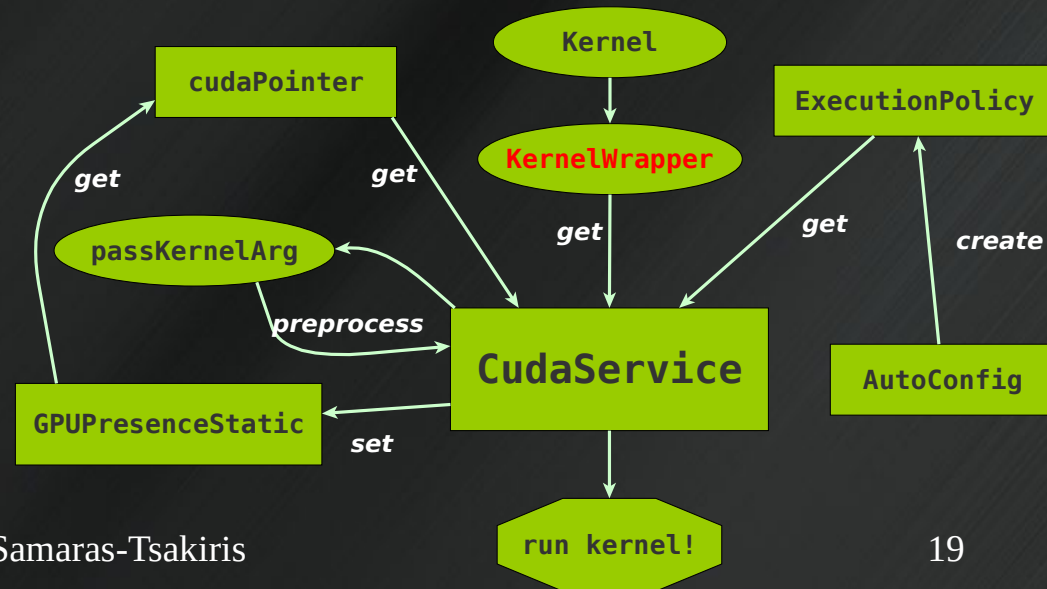 Kernel
cudaPointer
ExecutionPolicy
KernelWrapper
get
get
get
get
create
passKernelArg
preprocess
CudaService
AutoConfig
GPUPresenceStatic
set
run kernel!
Samaras-Tsakiris
19